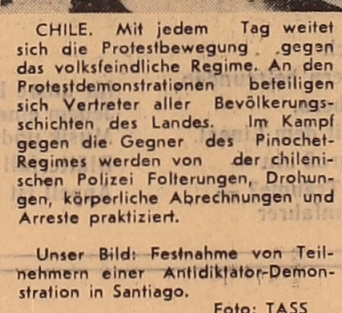 CHILE. Mit jedem Tag weitet
sich die Protestbewegung gegen
das volksfeindliche Regime. An den
Protestdemonstrationen beteiligen
sich Vertreter aller Bevölkerungs-
schichten des Landes. Im Kampf
gegen die Gegner des Pinochet-
Regimes werden von der chileni-
schen Polizei Folterungen, Drohun-
gen, körperliche Abrechnungen und
Arreste praktiziert.
Unser Bild: Festnahme von Teil-
nehmern einer Antidiktator-Demon-
stration in Santiago.
Foto: TASS